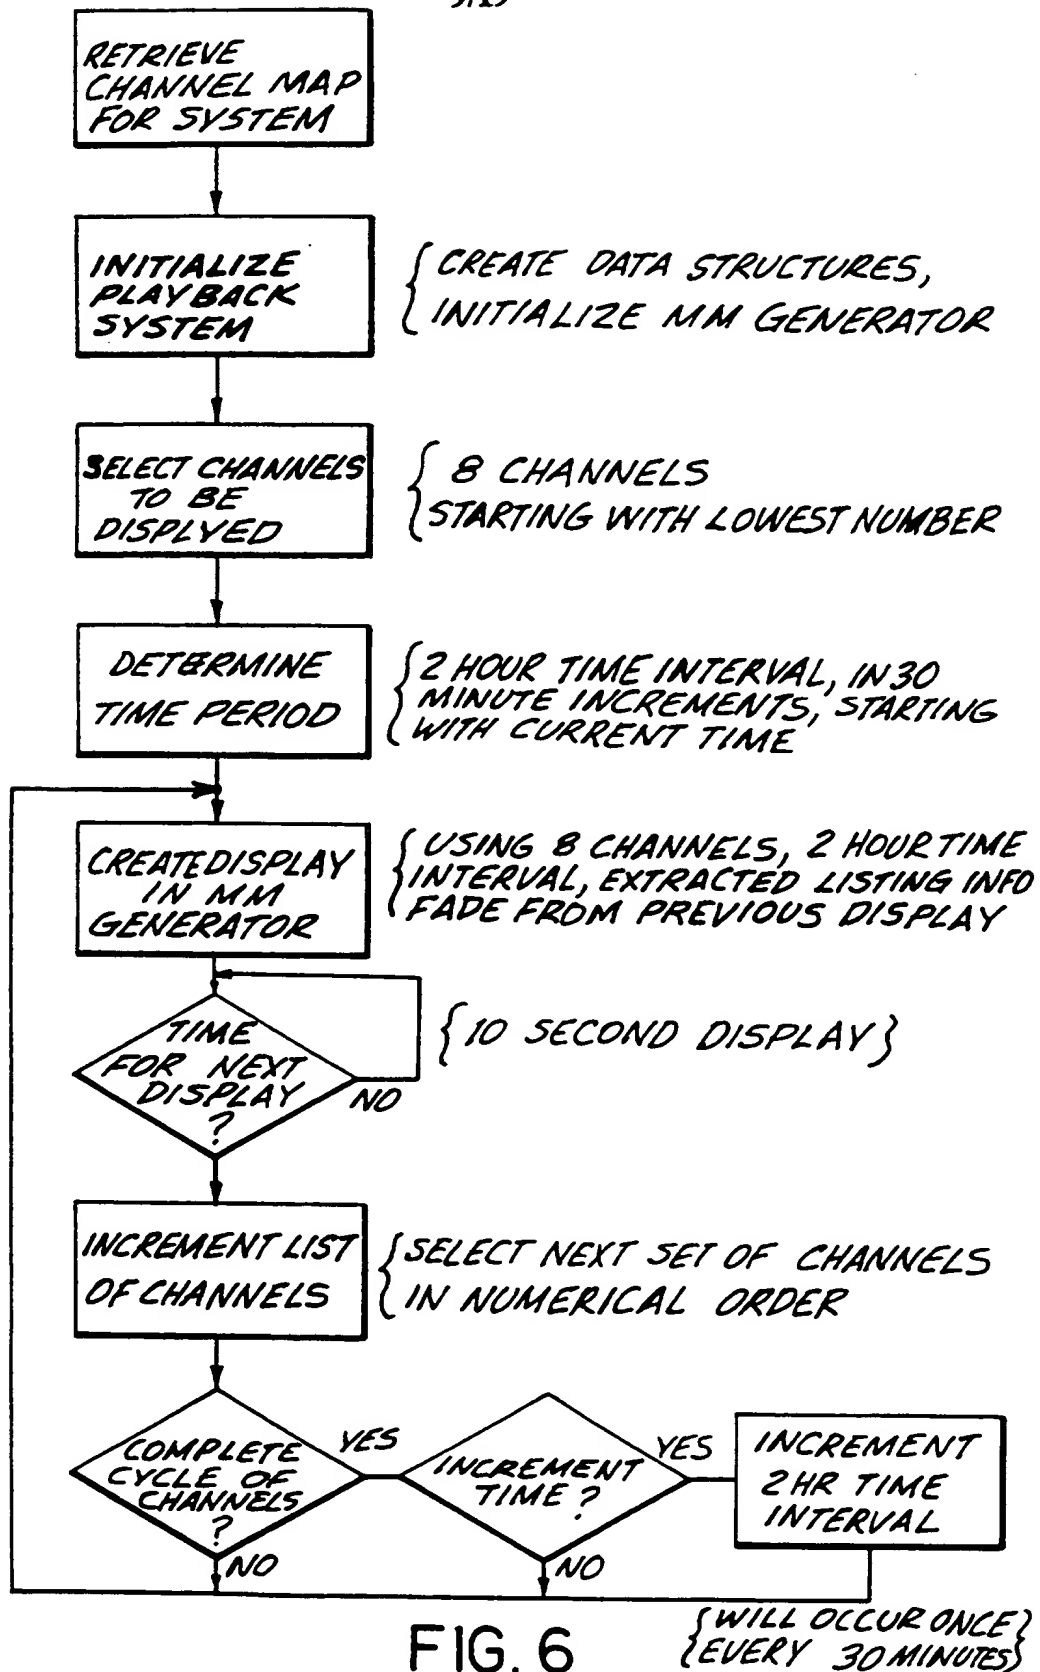 RETRIEVE
CHANNEL MAP
FOR SYSTEM
INITIALIZE
PLAYBACK
SYSTEM
{ CREATE DATA STRUCTURES,
INITIALIZE MM GENERATOR
SELECT CHANNELS
TO BE
DISPLYED
{ 8 CHANNELS
STARTING WITH LOWEST NUMBER
DETERMINE
TIME PERIOD
{ 2 HOUR TIME INTERVAL, IN 30
MINUTE INCREMENTS, STARTING
WITH CURRENT TIME
CREATE DISPLAY
IN MM
GENERATOR
{ USING 8 CHANNELS, 2 HOUR TIME
INTERVAL, EXTRACTED LISTING INFO
FADE FROM PREVIOUS DISPLAY
TIME
FOR NEXT
DISPLAY
?
NO
{ 10 SECOND DISPLAY }
INCREMENT LIST
OF CHANNELS
{ SELECT NEXT SET OF CHANNELS
IN NUMERICAL ORDER
COMPLETE
CYCLE OF
CHANNELS
?
YES
NO
INCREMENT
TIME?
YES
NO
INCREMENT
2 HR TIME
INTERVAL
{ WILL OCCUR ONCE }
{ EVERY 30 MINUTES }
FIG. 6